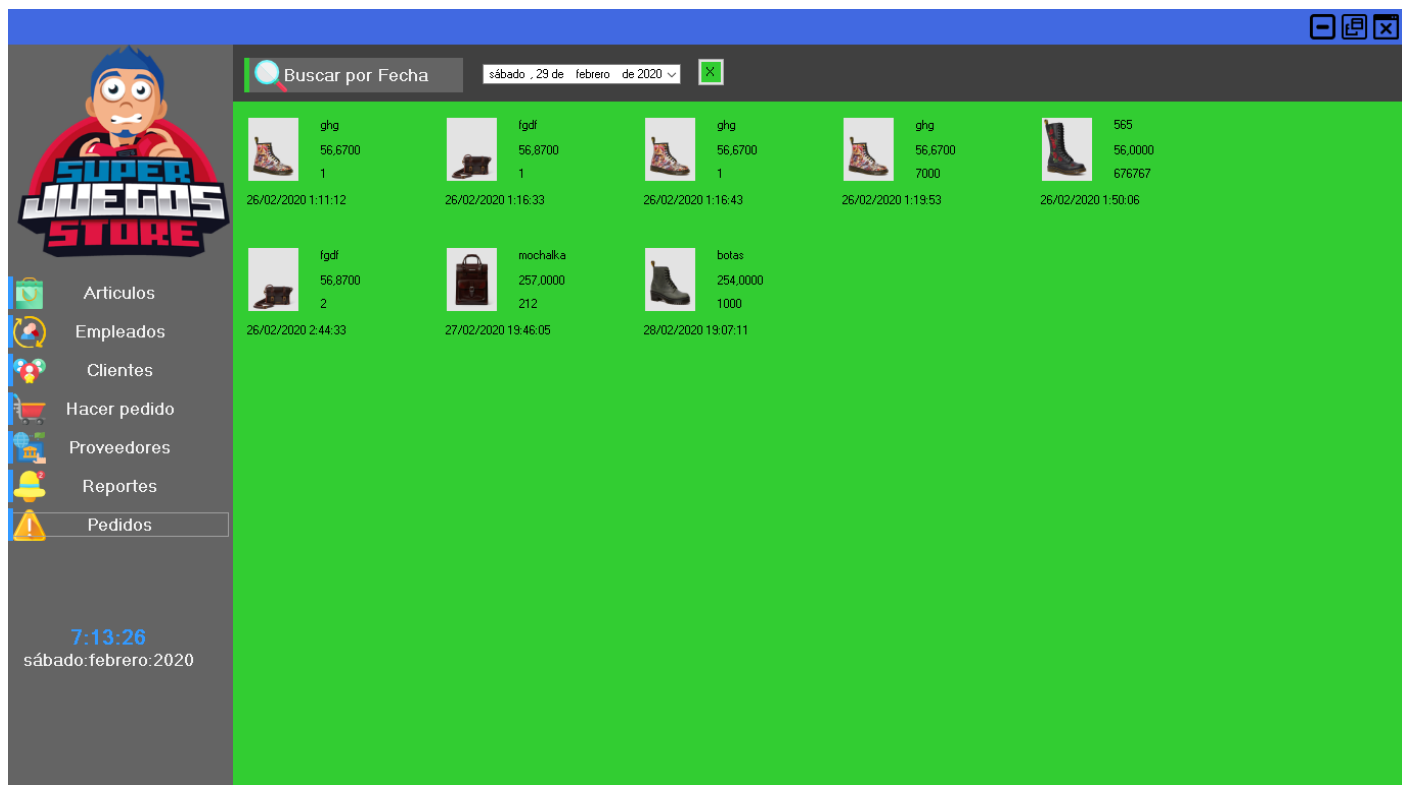 SUPER
JUEGOS
STORE
Articulos
Empleados
Clientes
Hacer pedido
Proveedores
Reportes
Pedidos
7:13:26
sábado:febrero:2020
Buscar por Fecha
sábado , 29 de febrero de 2020
X
ghg
56,6700
1
26/02/2020 1:11:12
fgdf
56,8700
1
26/02/2020 1:16:33
ghg
56,6700
1
26/02/2020 1:16:43
ghg
56,6700
7000
26/02/2020 1:19:53
565
56,0000
676767
26/02/2020 1:50:06
fgdf
56,8700
2
26/02/2020 2:44:33
mochalka
257,0000
212
27/02/2020 19:46:05
botas
254,0000
1000
28/02/2020 19:07:11